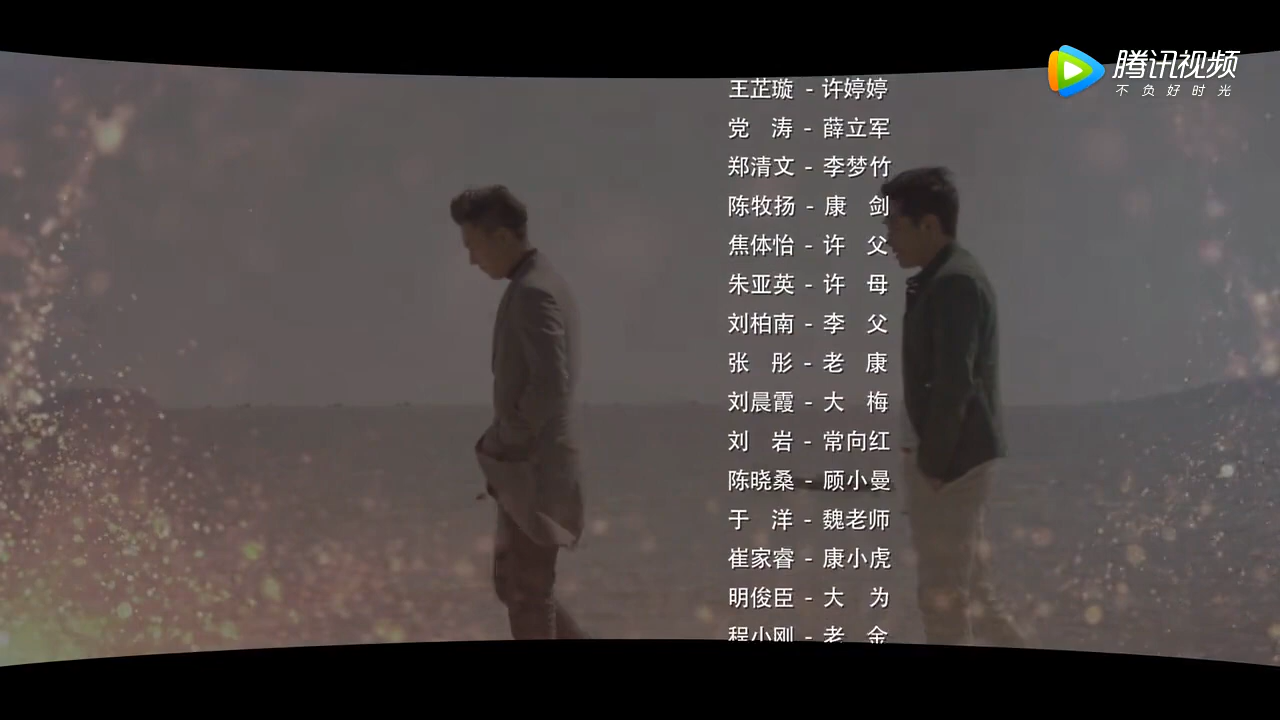 腾讯视频
不负好时光
王芷璇 - 许婷婷
党　涛 - 薛立军
郑清文 - 李梦竹
陈牧扬 - 康　剑
焦体怡 - 许　父
朱亚英 - 许　母
刘柏南 - 李　父
张　彤 - 老　康
刘晨霞 - 大　梅
刘　岩 - 常向红
陈晓桑 - 顾小曼
于　洋 - 魏老师
崔家睿 - 康小虎
明俊臣 - 大　为
程小刚 - 老　金